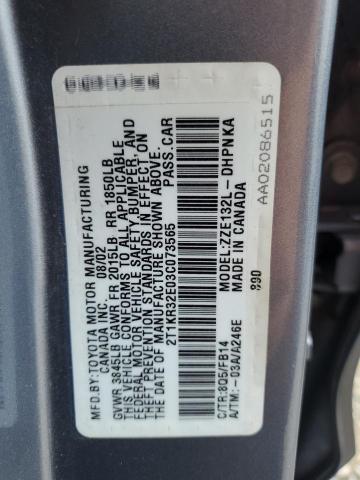 MFD.BY:TOYOTA MOTOR MANUFACTURING
CANADA INC. 08/02
GVWR 3845LB GAWR FR 2015LB RR 1850LB
THIS VEHICLE CONFORMS TO ALL APPLICABLE
FEDERAL MOTOR VEHICLE SAFETY, BUMPER, AND
THEFT PREVENTION STANDARDS IN EFFECT ON
THE DATE OF MANUFACTURE SHOWN ABOVE.
2T1KR32E03C073565 PASS.CAR
C/TR:8Q5/FB14 MODEL:ZZE132L-DHPNKA
A/TM:-03A/A246E MADE IN CANADA
890
AA02086515